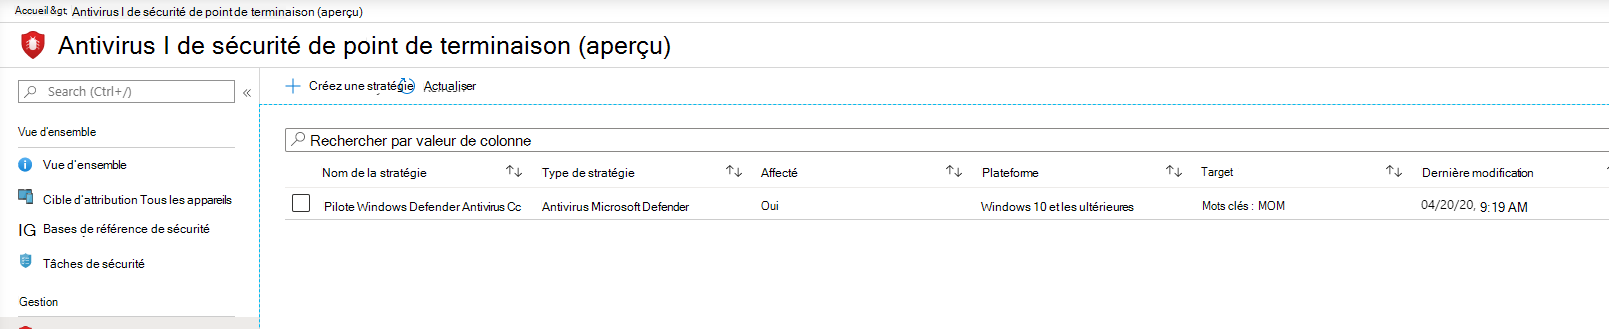 Accueil &gt; Antivirus I de sécurité de point de terminaison (aperçu)
Antivirus I de sécurité de point de terminaison (aperçu)
Search (Ctrl+/) «
Créez une stratégie Actualiser
Vue d'ensemble
Rechercher par valeur de colonne
Vue d'ensemble
Nom de la stratégie Type de stratégie Affecté Plateforme Target Dernière modification
Cible d'attribution Tous les appareils
Pilote Windows Defender Antivirus Cc Antivirus Microsoft Defender Oui Windows 10 et les ultérieures Mots clés : MOM 04/20/20, 9:19 AM
IG Bases de référence de sécurité
Tâches de sécurité
Gestion